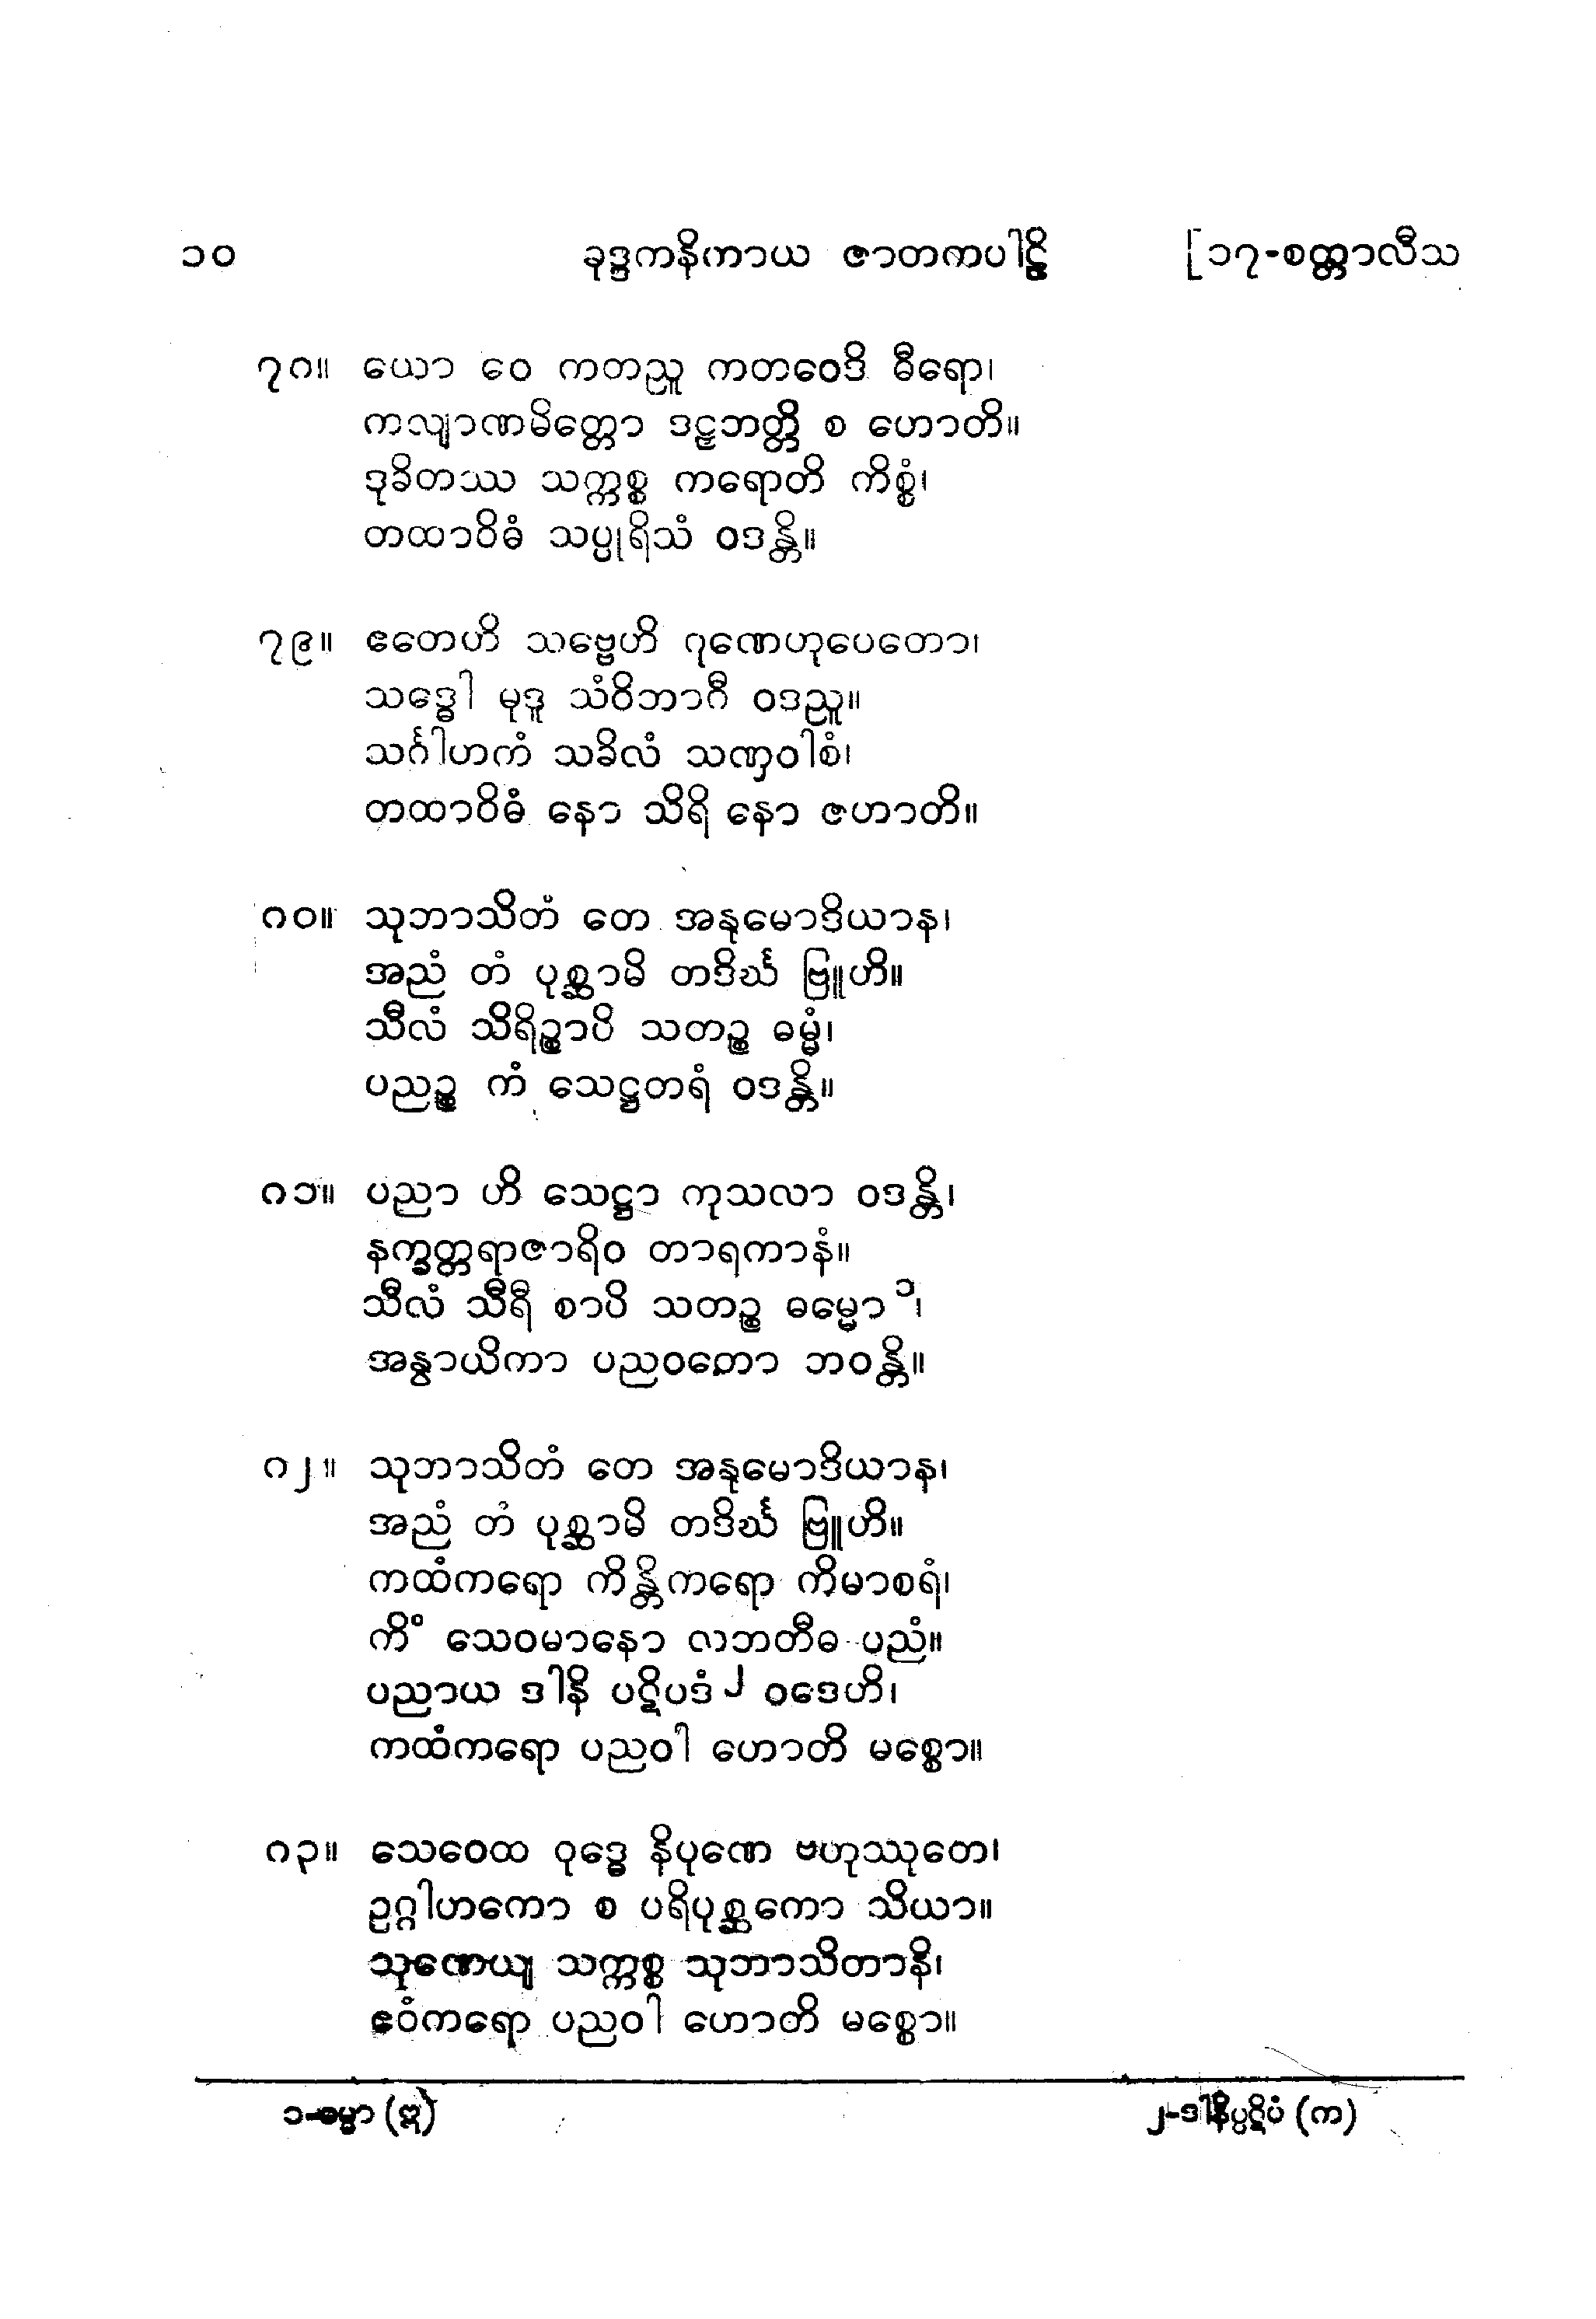 ၁၀ ခုဒ္ဒကနိကာယ ဇာတကပါဠိ [၁၇-စတ္တာလီသ
၇၈။ ယော ဝေ ကတညူ ကတဝေဒိ ဓီရော၊
ကလျာဏမိတ္တော ဒဠှဘတ္တိ စ ဟောတိ။
ဒုခိတဿ သက္ကစ္စ ကရောတိ ကိစ္စံ၊
တထာဝိဓံ သပ္ပုရိသံ ဝဒန္တိ။
၇၉။ ဧတေဟိ သဗ္ဗေဟိ ဂုဏေဟုပေတော၊
သဒ္ဓေါ မုဒူ သံဝိဘာဂီ ဝဒညူ။
သင်္ဂါဟကံ သခိလံ သဏှဝါစံ၊
တထာဝိဓံ နော သိရိ နော ဇဟာတိ။
၈၀။ သုဘာသိတံ တေ အနုမောဒိယာန၊
အညံ တံ ပုစ္ဆာမိ တဒိင်္ဃ ဗြူဟိ။
သီလံ သိရိဉ္စာပိ သတဉ္စ ဓမ္မံ၊
ပညဉ္စ ကံ သေဋ္ဌတရံ ဝဒန္တိ။
၈၁။ ပညာ ဟိ သေဋ္ဌာ ကုသလာ ဝဒန္တိ၊
နက္ခတ္တရာဇာရိဝ တာရကာနံ။
သီလံ သီရီ စာပိ သတဉ္စ ဓမ္မော ၁၊
အန္ွာယိကာ ပညဝတော ဘဝန္တိ။
၈၂။ သုဘာသိတံ တေ အနုမောဒိယာန၊
အညံ တံ ပုစ္ဆာမိ တဒိင်္ဃ ဗြူဟိ။
ကထံကရော ကိန္တိကရော ကိမာစရံ၊
ကိံ သေဝမာနော လဘတီဓ ပညံ။
ပညာယ ဒါနိ ပဋိပဒံ ၂ ဝဒေဟိ၊
ကထံကရော ပညဝါ ဟောတိ မစ္စော။
၈၃။ သေဝေထ ဝုဒ္ဓေ နိပုဏေ ဗဟုဿုတေ၊
ဥဂ္ဂါဟကော စ ပရိပုစ္ဆကော သိယာ။
သုဏေယျ သက္ကစ္စ သုဘာသိတာနိ၊
ဧဝံကရော ပညဝါ ဟောတိ မစ္စော။
၁-ဓမ္မာ (ဣ) ၂-ဒါနိပ္ပဋိပံ (က)